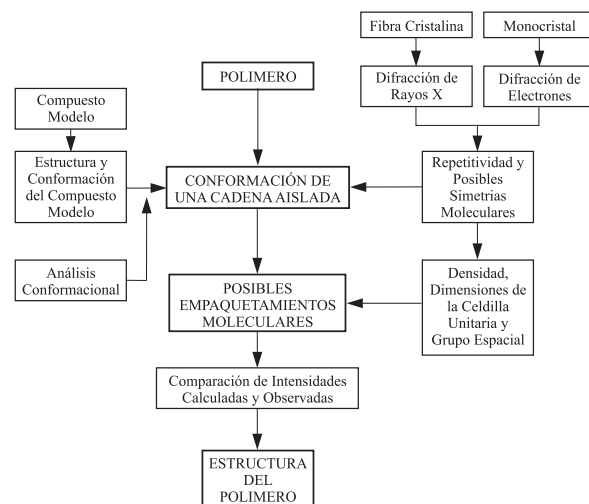 Fibra Cristalina
Monocristal
POLIMERO
Difracción de
Rayos X
Difracción de
Electrones
Compuesto
Modelo
Estructura y
Conformación
del Compuesto
Modelo
CONFORMACIÓN DE
UNA CADENA AISLADA
Repetitividad y
Posibles
Simetrías
Moleculares
Análisis
Conformacional
POSIBLES
EMPAQUETAMIENTOS
MOLECULARES
Densidad,
Dimensiones de
la Celdilla
Unitaria y
Grupo Espacial
Comparación de Intensidades
Calculadas y Observadas
ESTRUCTURA
DEL
POLIMERO